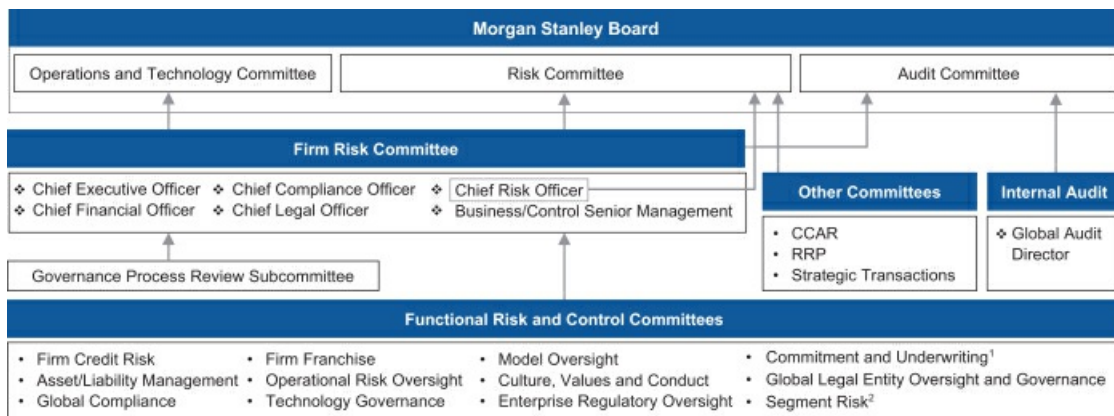 Morgan Stanley Board
Operations and Technology Committee
Risk Committee
Audit Committee
Firm Risk Committee
❖ Chief Executive Officer ❖ Chief Compliance Officer ❖ Chief Risk Officer
❖ Chief Financial Officer ❖ Chief Legal Officer ❖ Business/Control Senior Management
Other Committees
• CCAR
• RRP
• Strategic Transactions
Internal Audit
❖ Global Audit
Director
Governance Process Review Subcommittee
Functional Risk and Control Committees
• Firm Credit Risk
• Asset/Liability Management
• Global Compliance
• Firm Franchise
• Operational Risk Oversight
• Technology Governance
• Model Oversight
• Culture, Values and Conduct
• Enterprise Regulatory Oversight
• Commitment and Underwriting¹
• Global Legal Entity Oversight and Governance
• Segment Risk²